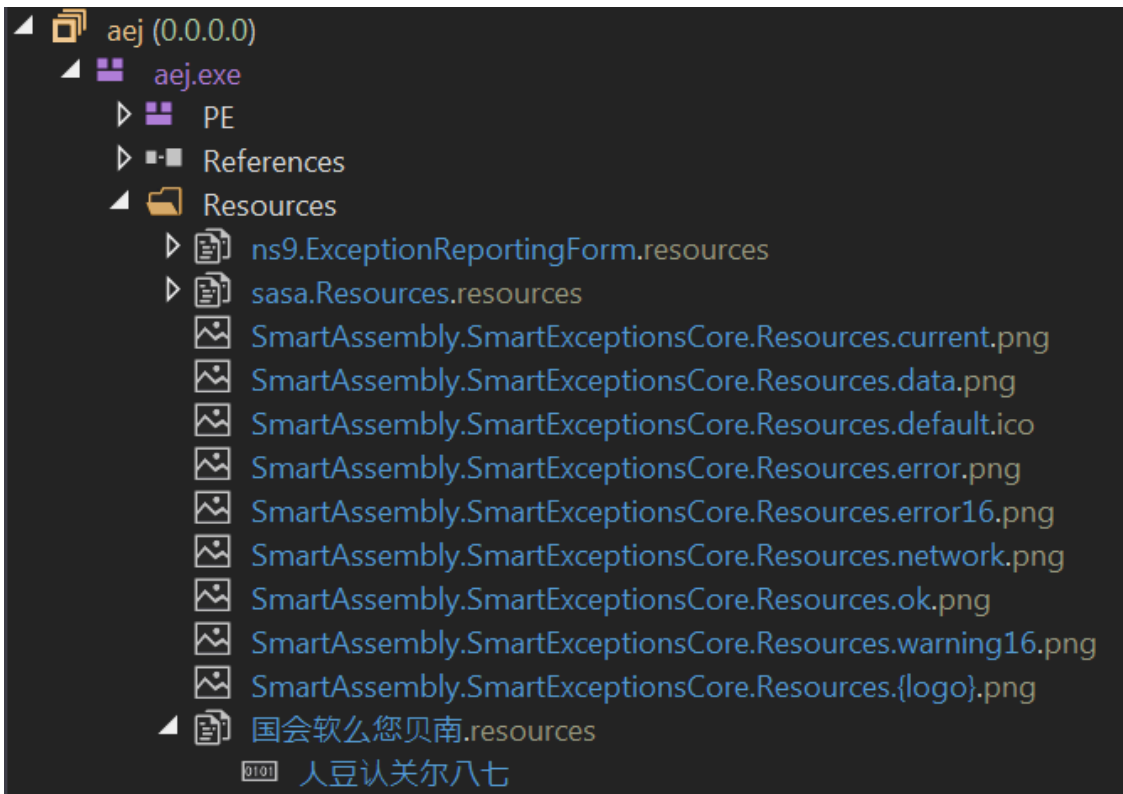 aej (0.0.0.0)
aej.exe
PE
References
Resources
ns9.ExceptionReportingForm.resources
sasa.Resources.resources
SmartAssembly.SmartExceptionsCore.Resources.current.png
SmartAssembly.SmartExceptionsCore.Resources.data.png
SmartAssembly.SmartExceptionsCore.Resources.default.ico
SmartAssembly.SmartExceptionsCore.Resources.error.png
SmartAssembly.SmartExceptionsCore.Resources.error16.png
SmartAssembly.SmartExceptionsCore.Resources.network.png
SmartAssembly.SmartExceptionsCore.Resources.ok.png
SmartAssembly.SmartExceptionsCore.Resources.warning16.png
SmartAssembly.SmartExceptionsCore.Resources.{logo}.png
国会软么您贝南.resources
0101 人豆认关尔八七